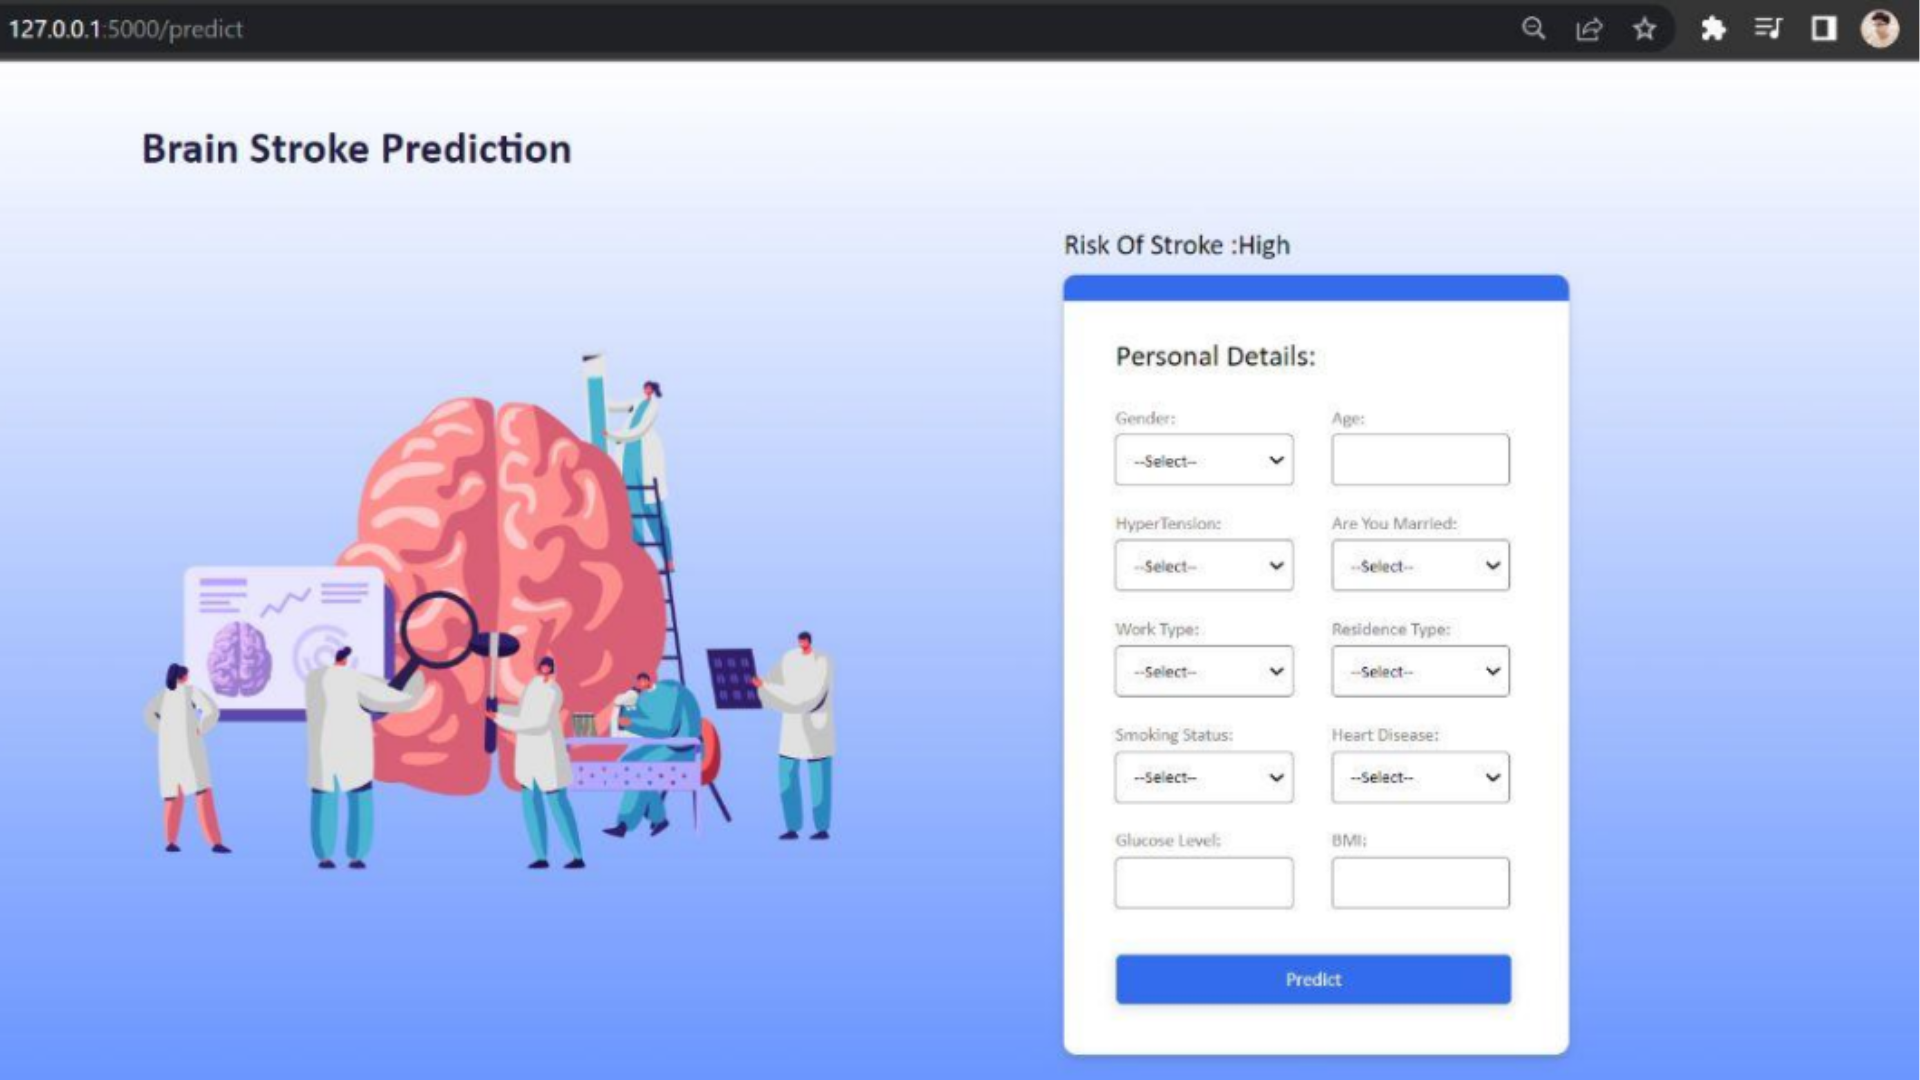 127.0.0.1:5000/predict
Brain Stroke Prediction
Risk Of Stroke :High
Personal Details:
Gender: Age:
--Select--
HyperTension: Are You Married:
--Select-- --Select--
Work Type: Residence Type:
--Select-- --Select--
Smoking Status: Heart Disease:
--Select-- --Select--
Glucose Level: BMI:
Predict